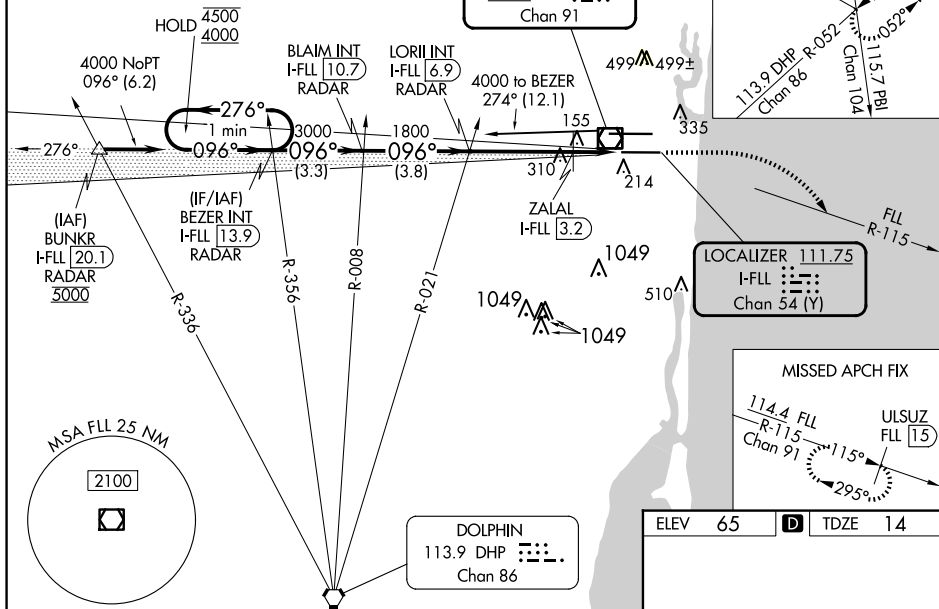 HOLD
4500
4000
Chan 91
4000 NoPT
096° (6.2)
BLAIM INT
I-FLL 10.7
RADAR
LORII INT
I-FLL 6.9
RADAR
4000 to BEZER
274° (12.1)
499
499±
335
155
310
214
113.9 DHP R-052
Chan 86
052°
115.7 PBI
Chan 104
276°
276°
1 min
096°
3000
096°
(3.3)
1800
096°
(3.8)
(IAF)
BUNKR
I-FLL 20.1
RADAR
5000
(IF/IAF)
BEZER INT
I-FLL 13.9
RADAR
ZALAL
I-FLL 3.2
FLL
R-115
R-336
R-356
R-008
R-021
LOCALIZER 111.75
I-FLL
Chan 54 (Y)
1049
510
1049
1049
MISSED APCH FIX
114.4 FLL
R-115
Chan 91
115°
295°
ULSUZ
FLL 15
MSA FLL 25 NM
2100
DOLPHIN
113.9 DHP
Chan 86
ELEV 65 D TDZE 14